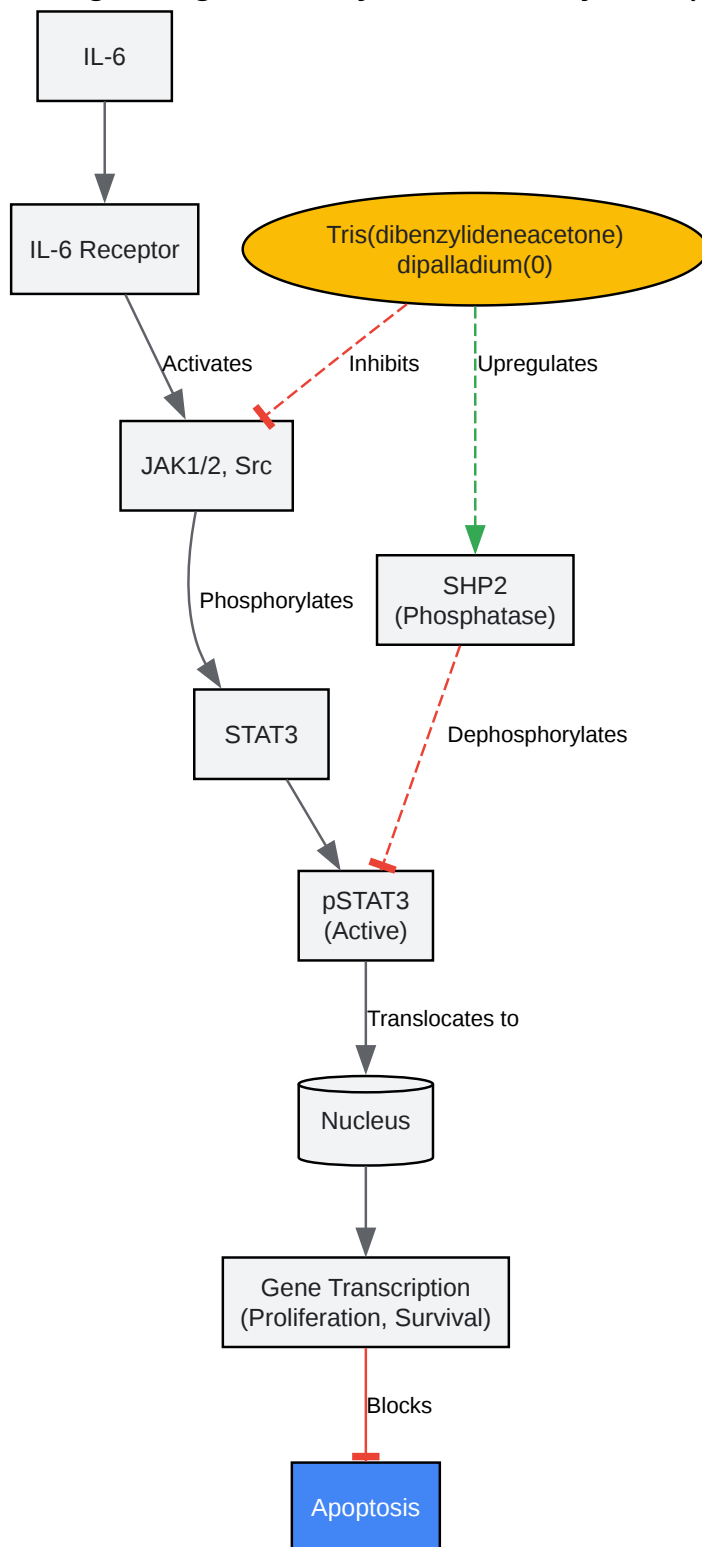 IL-6
IL-6 Receptor
Tris(dibenzylideneacetone)
dipalladium(0)
Activates
Inhibits
Upregulates
JAK1/2, Src
SHP2
(Phosphatase)
Phosphorylates
STAT3
Dephosphorylates
pSTAT3
(Active)
Translocates to
Nucleus
Gene Transcription
(Proliferation, Survival)
Blocks
Apoptosis